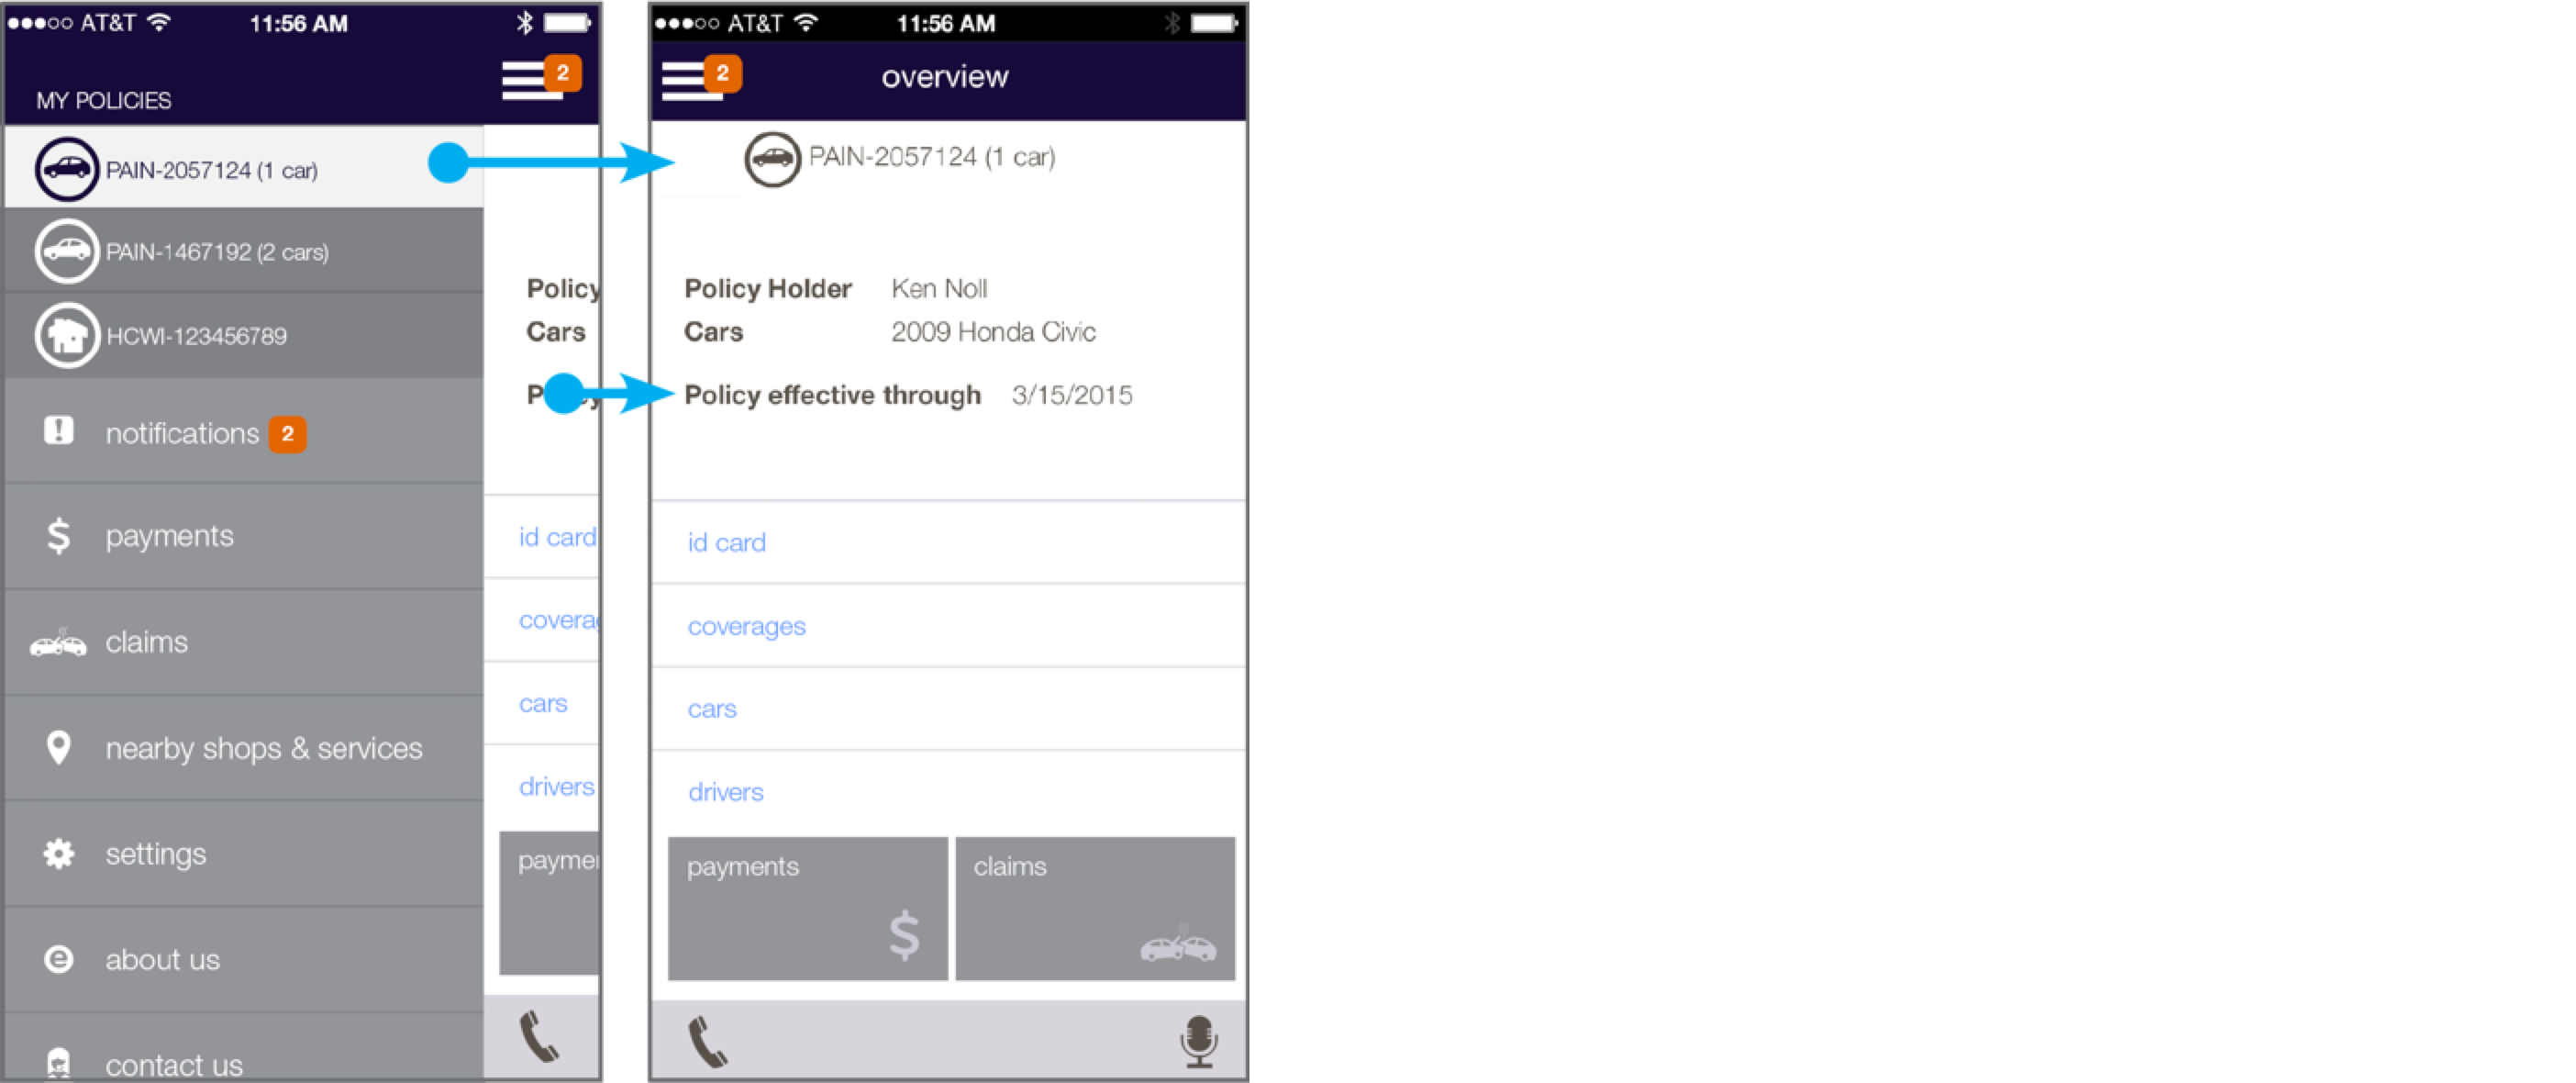 AT&T 11:56 AM
2
MY POLICIES
PAIN-2057124 (1 car)
PAIN-1467192 (2 cars)
HCWI-123456789
notifications 2
payments
claims
nearby shops & services
settings
about us
contact us
Policy
Cars
id card
cars
drivers
AT&T 11:56 AM
2 overview
PAIN-2057124 (1 car)
Policy Holder Ken Noll
Cars 2009 Honda Civic
Policy effective through 3/15/2015
id card
coverages
cars
drivers
payments claims